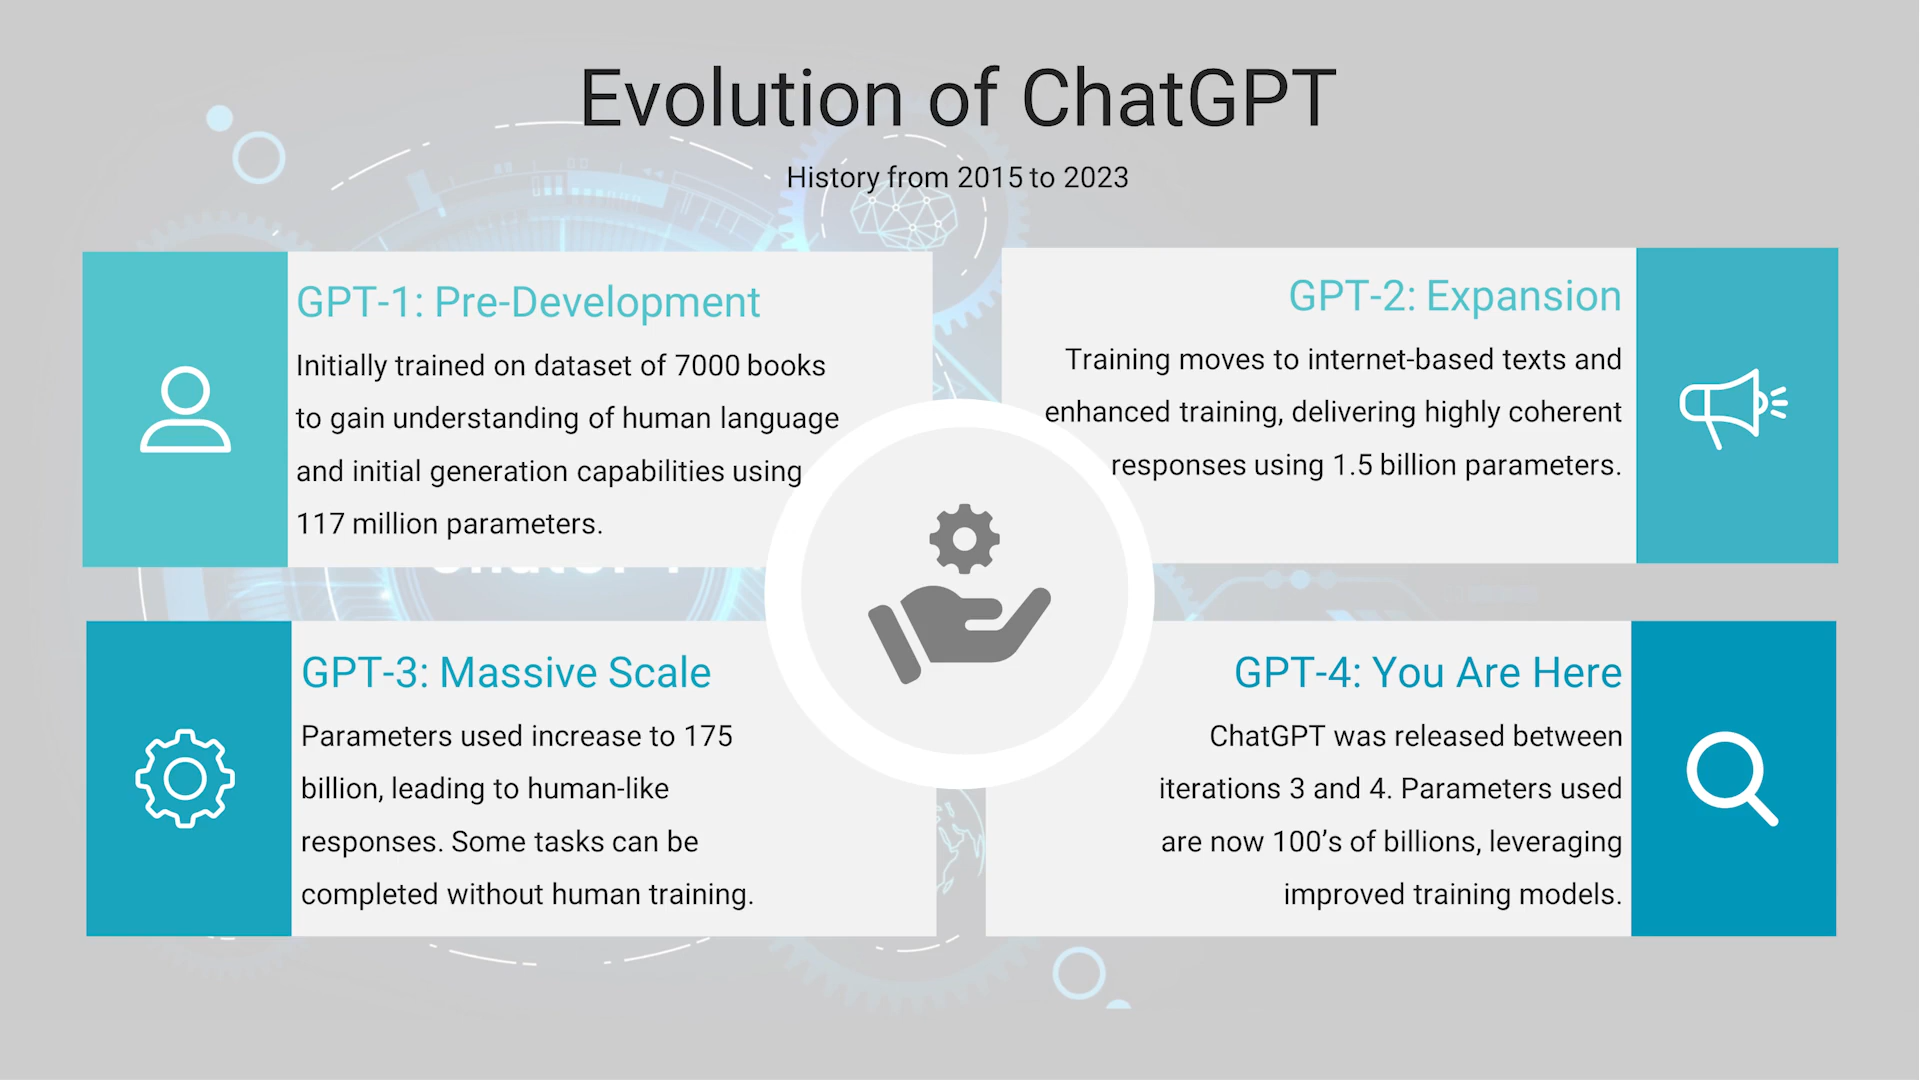 Evolution of ChatGPT
History from 2015 to 2023
GPT-1: Pre-Development
Initially trained on dataset of 7000 books
to gain understanding of human language
and initial generation capabilities using
117 million parameters.
GPT-2: Expansion
Training moves to internet-based texts and
enhanced training, delivering highly coherent
responses using 1.5 billion parameters.
GPT-3: Massive Scale
Parameters used increase to 175
billion, leading to human-like
responses. Some tasks can be
completed without human training.
GPT-4: You Are Here
ChatGPT was released between
iterations 3 and 4. Parameters used
are now 100’s of billions, leveraging
improved training models.